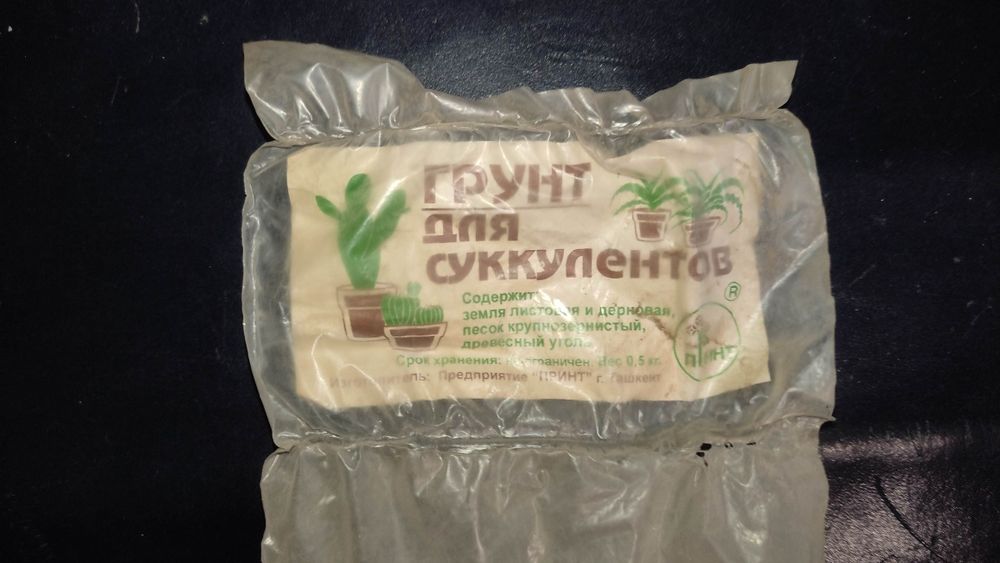 ГРУНТ
для
суккулентов
®
Содержит:
земля листовая и дерновая,
песок крупнозернистый,
древесный уголь
Срок хранения: неограничен. Вес 0,5 кг.
Изготовитель: Предприятие "ПРИНТ" г. Ташкент
ПРИНТ